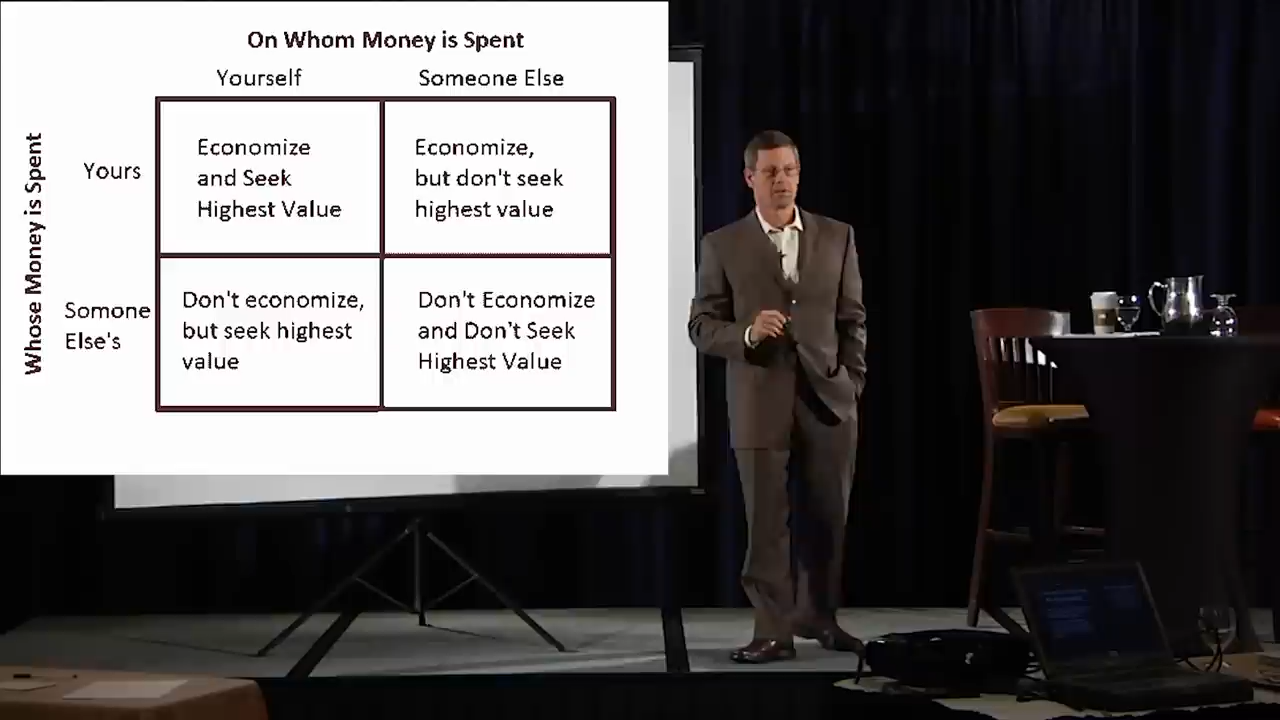 On Whom Money is Spent
Yourself
Someone Else
Whose Money is Spent
Yours
Economize
and Seek
Highest Value
Economize,
but don't seek
highest value
Somone
Else's
Don't economize,
but seek highest
value
Don't Economize
and Don't Seek
Highest Value